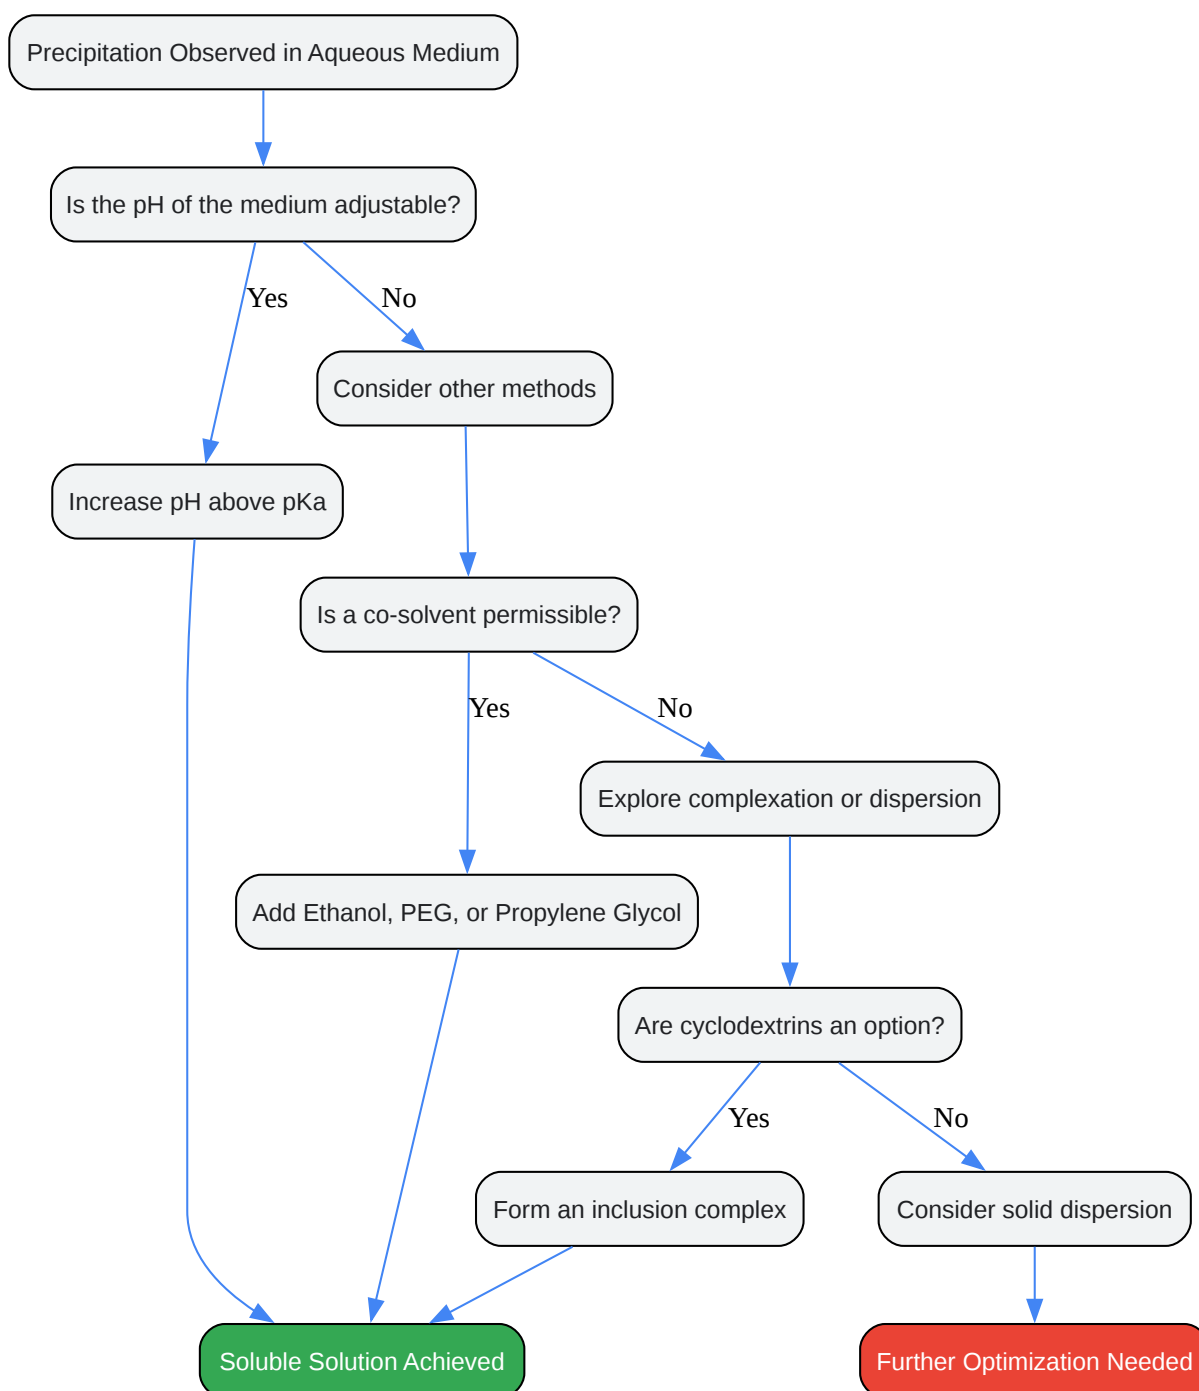 Precipitation Observed in Aqueous Medium
Is the pH of the medium adjustable?
Yes
No
Consider other methods
Increase pH above pKa
Is a co-solvent permissible?
Yes
No
Explore complexation or dispersion
Add Ethanol, PEG, or Propylene Glycol
Are cyclodextrins an option?
Yes
No
Form an inclusion complex
Consider solid dispersion
Soluble Solution Achieved
Further Optimization Needed